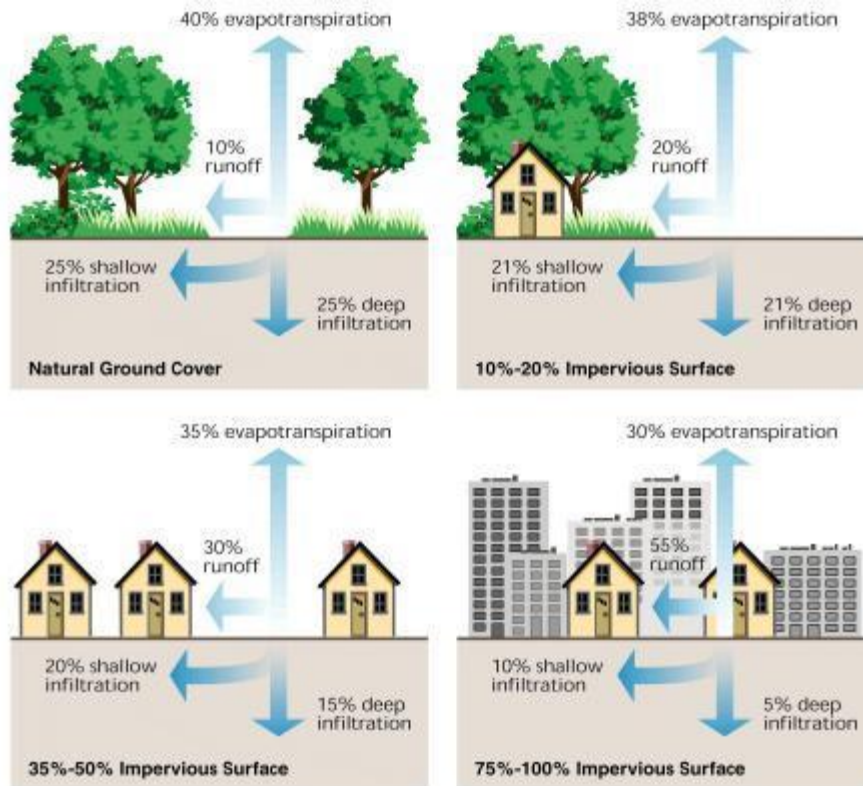 40% evapotranspiration
10%
runoff
25% shallow
infiltration
25% deep
infiltration
Natural Ground Cover
38% evapotranspiration
20%
runoff
21% shallow
infiltration
21% deep
infiltration
10%-20% Impervious Surface
35% evapotranspiration
30%
runoff
20% shallow
infiltration
15% deep
infiltration
35%-50% Impervious Surface
30% evapotranspiration
55%
runoff
10% shallow
infiltration
5% deep
infiltration
75%-100% Impervious Surface